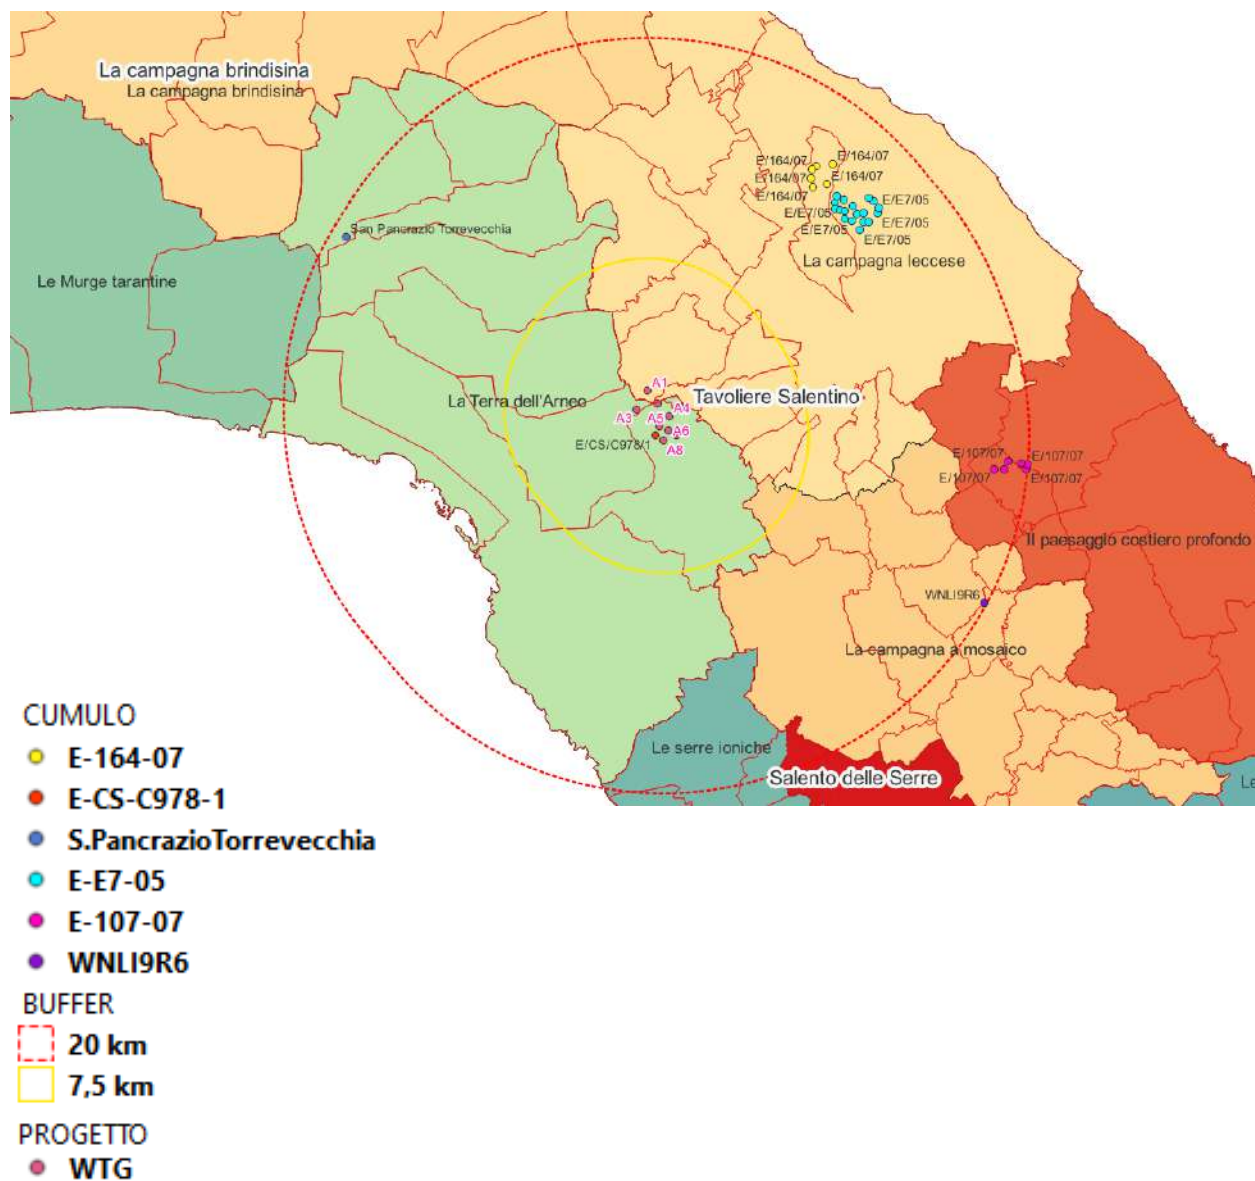 La campagna brindisina
La campagna brindisina
E/164/07
E/164/07
E/164/07
E/164/07
E/164/07
E/E7/05
E/E7/05
E/E7/05
E/E7/05
E/E7/05
La campagna leccese
San Pancrazio Torrevecchia
Le Murge tarantine
A1
La Terra dell'Arneo
Tavoliere Salentino
A3
A4
A5
A6
E/CS/C978/1
A8
E/107/07
E/107/07
E/107/07
E/107/07
Il paesaggio costiero profondo
WNLI9R6
La campagna a mosaico
Le serre ioniche
Salento delle Serre
Le
CUMULO
E-164-07
E-CS-C978-1
S.PancrazioTorrevecchia
E-E7-05
E-107-07
WNLI9R6
BUFFER
20 km
7,5 km
PROGETTO
WTG